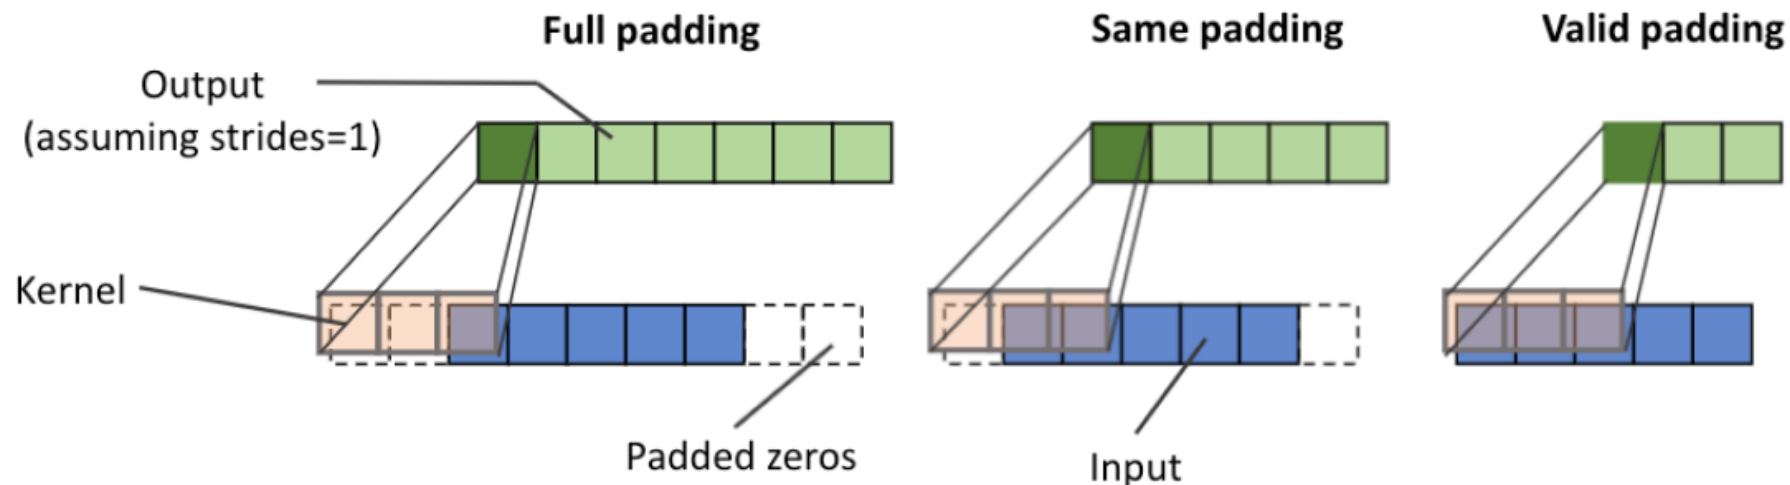 Full padding
Same padding
Valid padding
Output
(assuming strides=1)
Kernel
Padded zeros
Input